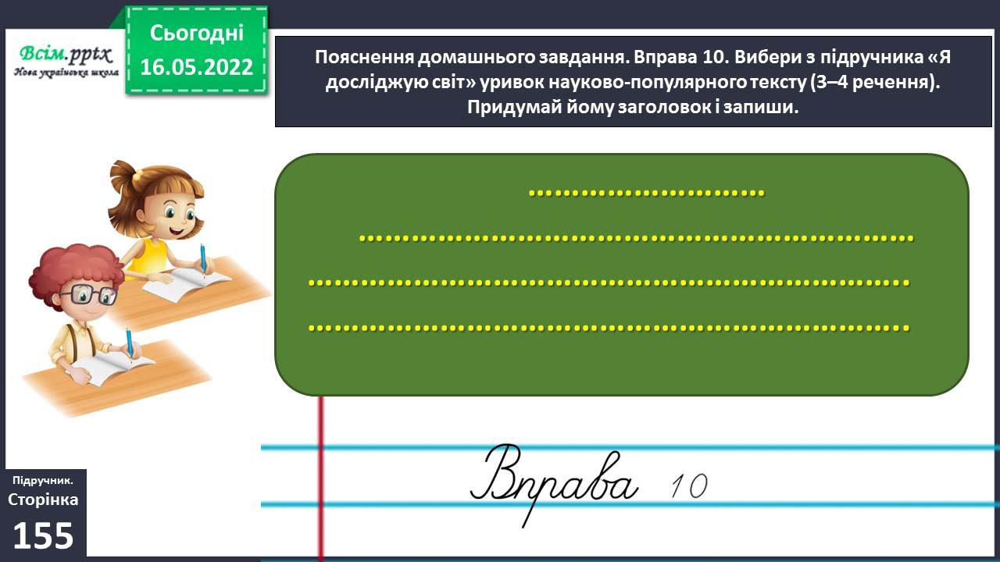 Сьогодні
16.05.2022
Всім.pptx
Нова українська школа
Пояснення домашнього завдання. Вправа 10. Вибери з підручника «Я
досліджую світ» уривок науково-популярного тексту (3–4 речення).
Придумай йому заголовок і запиши.
Вправа 10
Підручник.
Сторінка
155